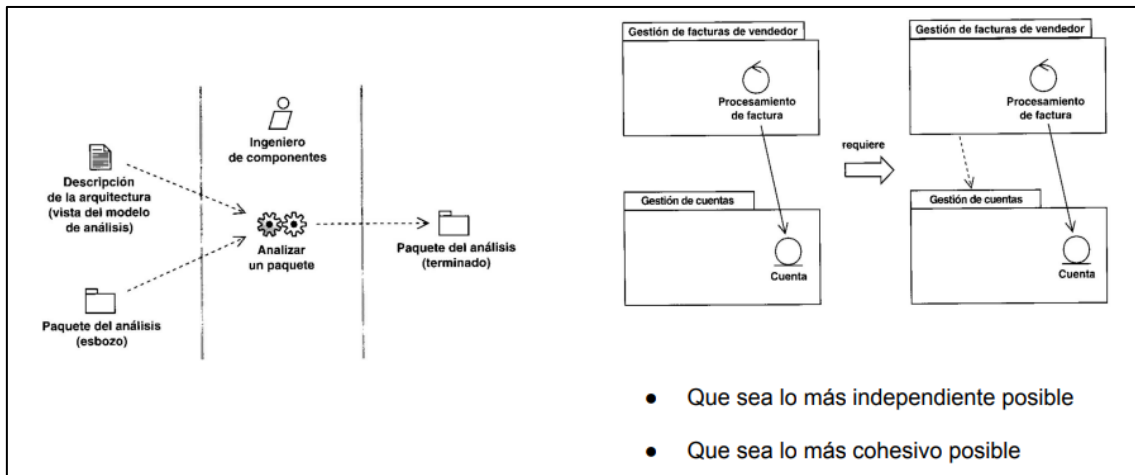 Ingeniero
de componentes
Descripción
de la arquitectura
(vista del modelo
de análisis)
Analizar
un paquete
Paquete del análisis
(terminado)
Paquete del análisis
(esbozo)
Gestión de facturas de vendedor
Procesamiento
de factura
Gestión de cuentas
Cuenta
requiere
Gestión de facturas de vendedor
Procesamiento
de factura
Gestión de cuentas
Cuenta
● Que sea lo más independiente posible
● Que sea lo más cohesivo posible